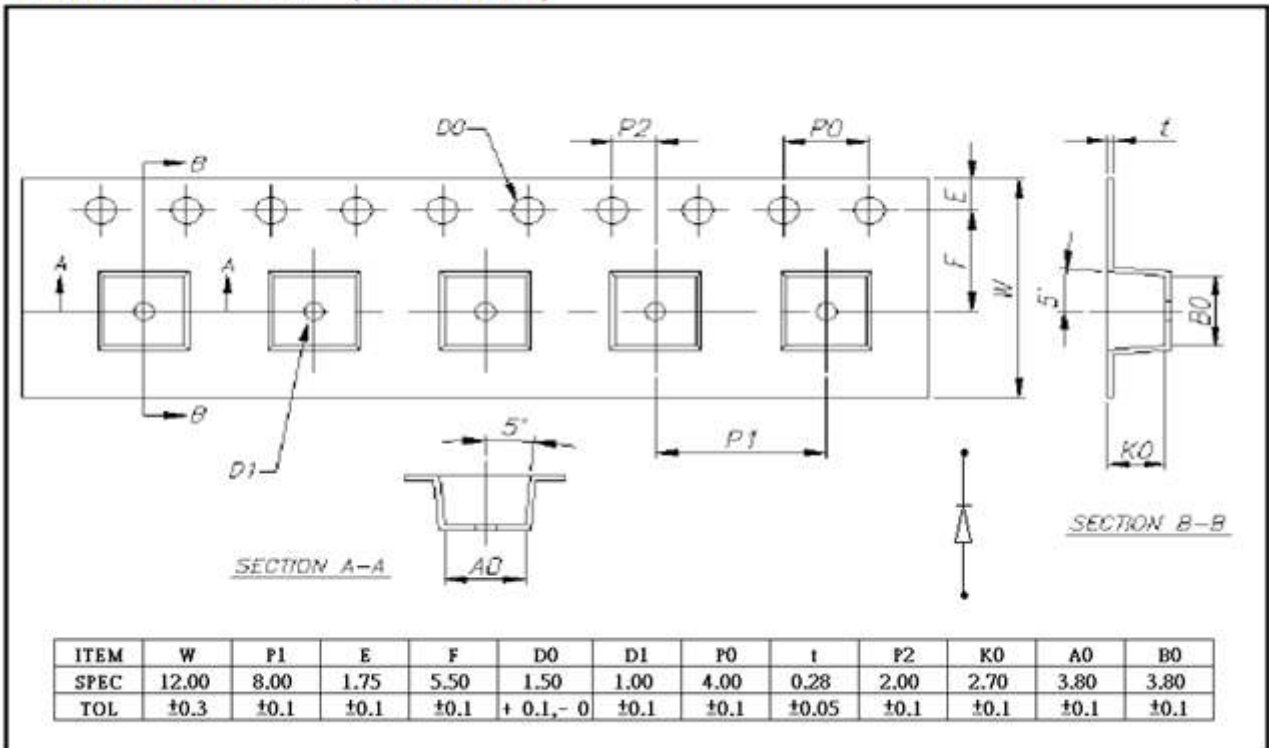 D0 P2 P0 t
B
E
A A F W 5° B0
B
5° P1 K0
D1
SECTION A-A A0 SECTION B-B
ITEM W P1 E F D0 D1 P0 t P2 K0 A0 B0
SPEC 12.00 8.00 1.75 5.50 1.50 1.00 4.00 0.28 2.00 2.70 3.80 3.80
TOL ±0.3 ±0.1 ±0.1 ±0.1 + 0.1,- 0 ±0.1 ±0.1 ±0.05 ±0.1 ±0.1 ±0.1 ±0.1